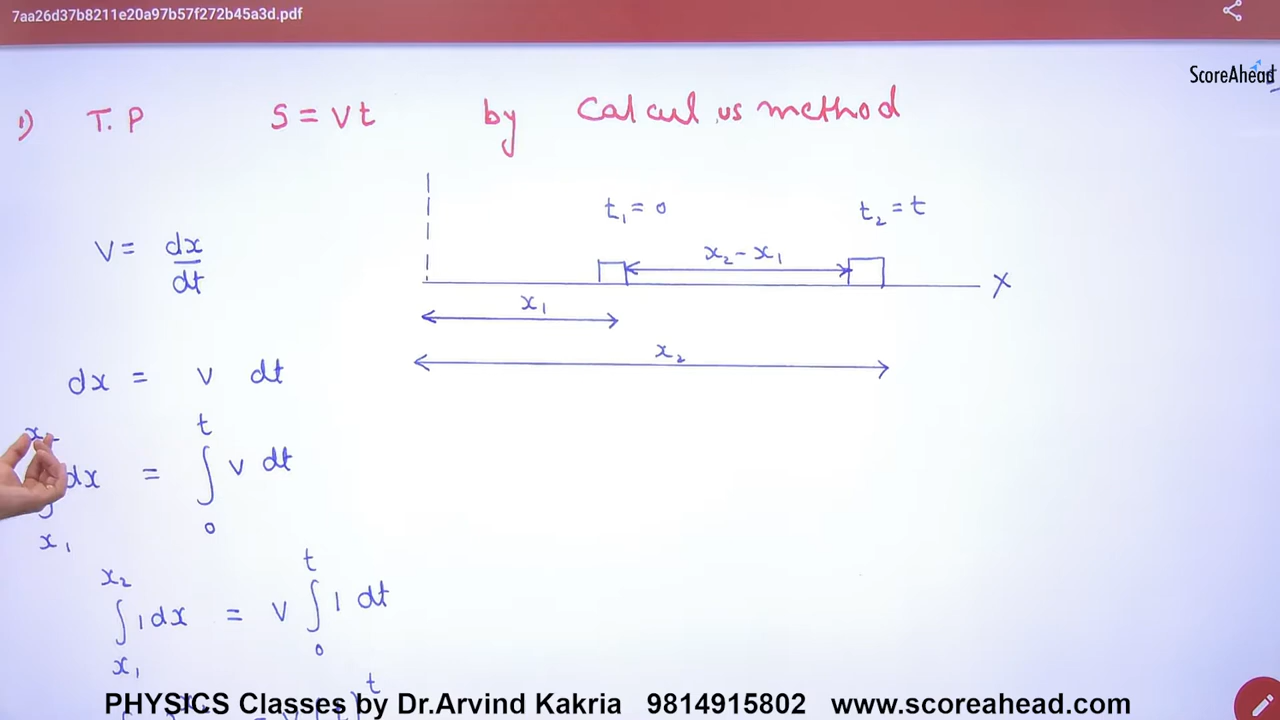 7aa26d37b8211e20a97b57f272b45a3d.pdf
ScoreAhead
1) T.P S = vt by Calculus method
t₁ = 0 t₂ = t
v = dx/dt
x₂ - x₁
X
x₁
x₂
dx = v dt
t
dx = ∫ v dt
x₁ 0
x₂ t
∫ 1 dx = v ∫ 1 dt
x₁ 0
t
PHYSICS Classes by Dr.Arvind Kakria 9814915802 www.scoreahead.com